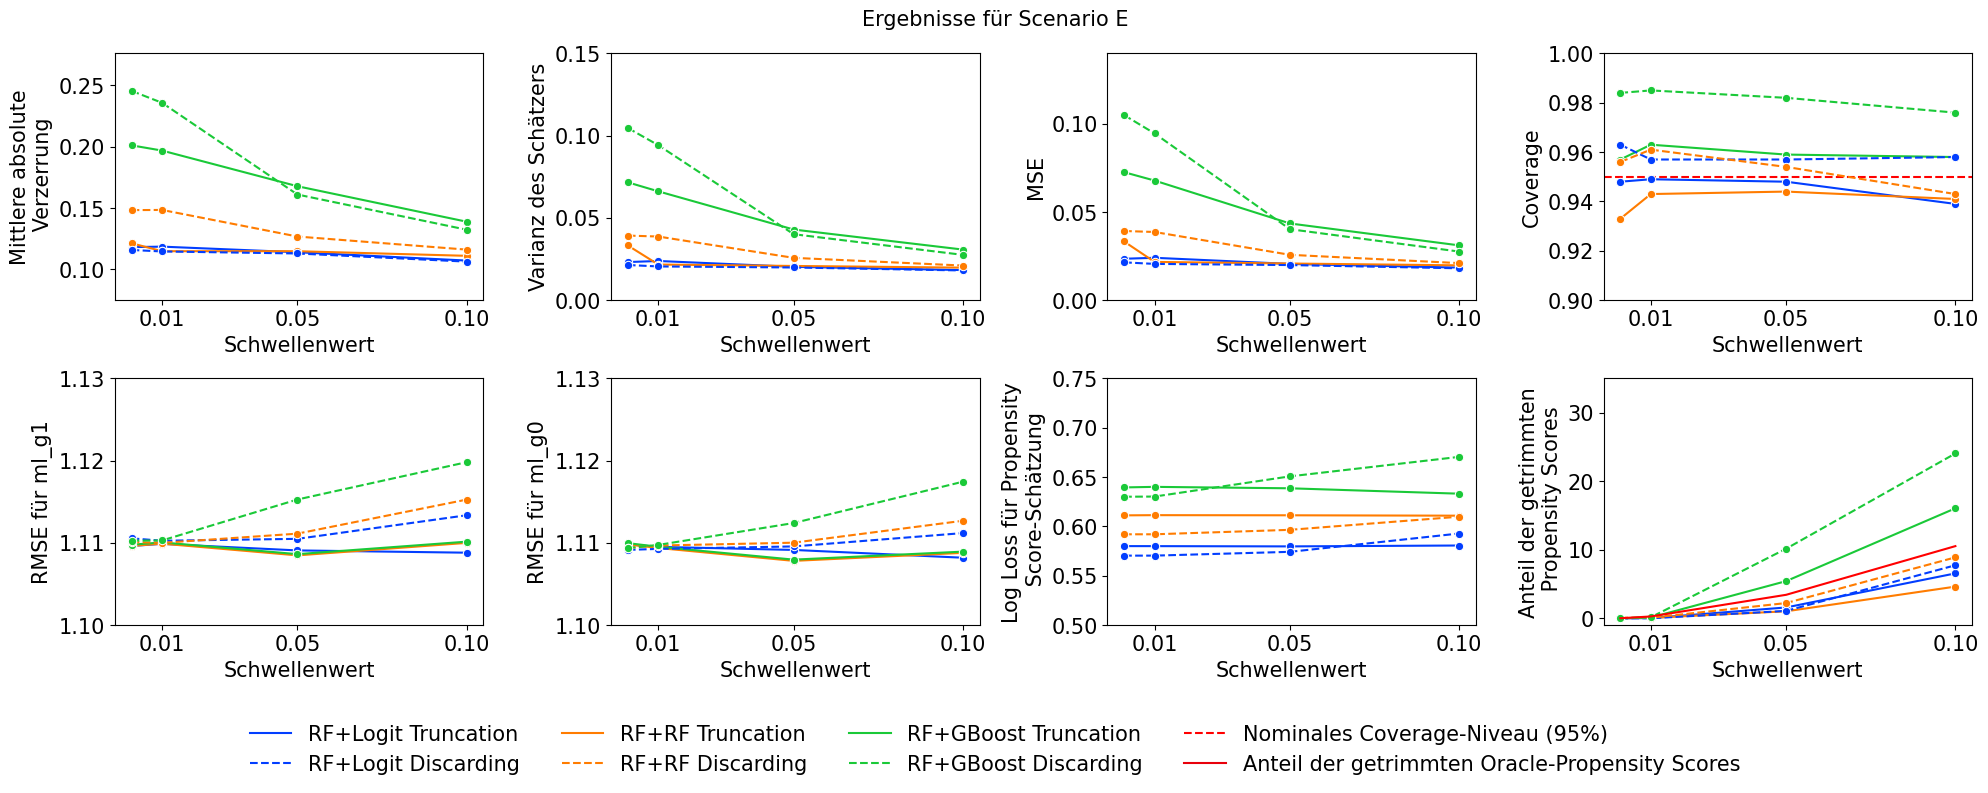 Ergebnisse für Scenario E
Mittlere absolute
Verzerrung
0.25
0.20
0.15
0.10
0.01
0.05
0.10
Schwellenwert
Varianz des Schätzers
0.15
0.10
0.05
0.00
0.01
0.05
0.10
Schwellenwert
MSE
0.10
0.05
0.00
0.01
0.05
0.10
Schwellenwert
Coverage
1.00
0.98
0.96
0.94
0.92
0.90
0.01
0.05
0.10
Schwellenwert
RMSE für ml_g1
1.13
1.12
1.11
1.10
0.01
0.05
0.10
Schwellenwert
RMSE für ml_g0
1.13
1.12
1.11
1.10
0.01
0.05
0.10
Schwellenwert
Log Loss für Propensity
Score-Schätzung
0.75
0.70
0.65
0.60
0.55
0.50
0.01
0.05
0.10
Schwellenwert
Anteil der getrimmten
Propensity Scores
30
20
10
0
0.01
0.05
0.10
Schwellenwert
RF+Logit Truncation
RF+Logit Discarding
RF+RF Truncation
RF+RF Discarding
RF+GBoost Truncation
RF+GBoost Discarding
Nominales Coverage-Niveau (95%)
Anteil der getrimmten Oracle-Propensity Scores